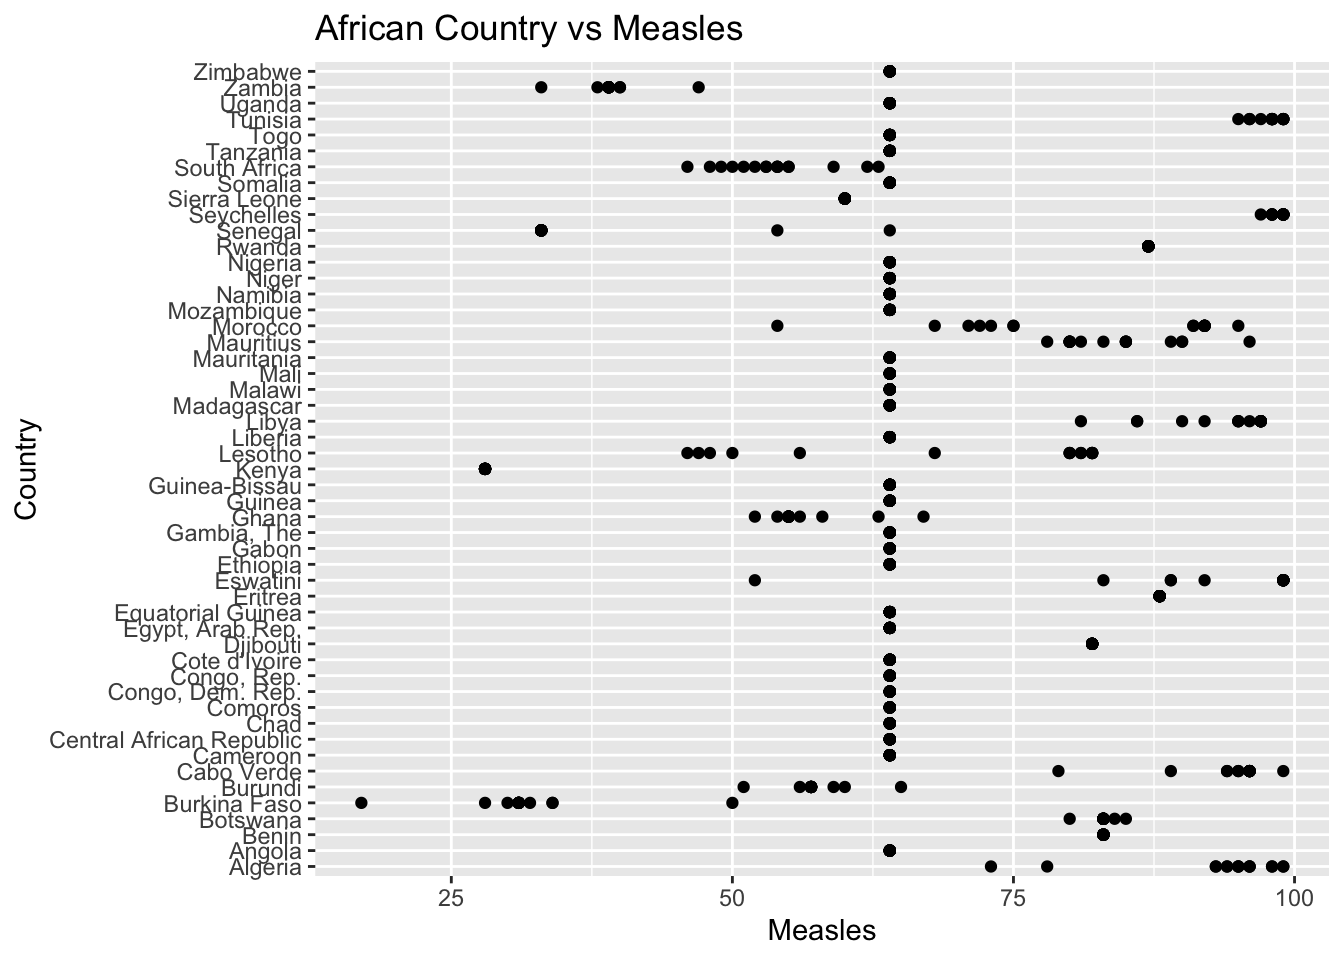 African Country vs Measles
Zimbabwe
Zambia
Uganda
Tunisia
Togo
Tanzania
South Africa
Somalia
Sierra Leone
Seychelles
Senegal
Rwanda
Nigeria
Niger
Namibia
Mozambique
Morocco
Mauritius
Mauritania
Mali
Malawi
Madagascar
Libya
Liberia
Lesotho
Kenya
Guinea-Bissau
Guinea
Ghana
Gambia, The
Gabon
Ethiopia
Eswatini
Eritrea
Equatorial Guinea
Egypt, Arab Rep.
Djibouti
Cote d'Ivoire
Congo, Rep.
Congo, Dem. Rep.
Comoros
Chad
Central African Republic
Cameroon
Cabo Verde
Burundi
Burkina Faso
Botswana
Benin
Angola
Algeria
Country
25 50 75 100
Measles